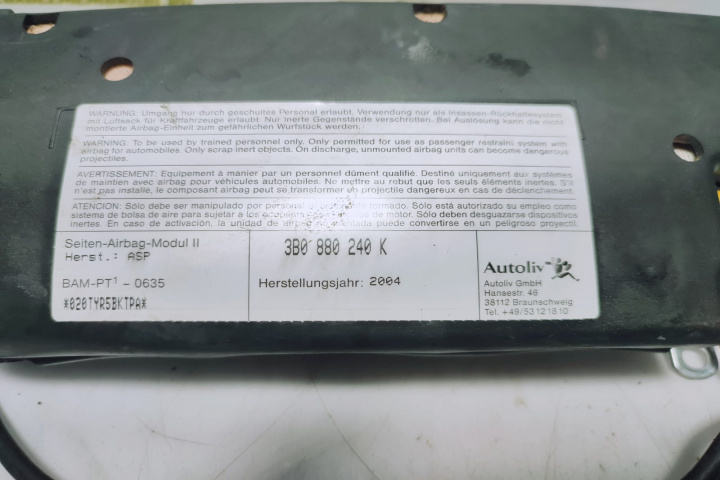 WARNUNG: Umgang nur durch geschultes Personal erlaubt. Verwendung nur als Insassen-Rückhaltesystem
mit Luftsack für Kraftfahrzeuge erlaubt. Nur inerte Gegenstände verschrotten. Bei Auslösung kann die nicht
montierte Airbag-Einheit zum gefährlichen Wurfstück werden.
WARNING: To be used by trained personnel only. Only permitted for use as passenger restraint system with
airbag for automobiles. Only scrap inert objects. On discharge, unmounted airbag units can become dangerous
projectiles.
AVERTISSEMENT: Equipement à manier par un personnel dûment qualifié. Destiné uniquement aux systèmes
de maintien avec airbag pour véhicules automobiles. Ne mettre au rebut que les seuls éléments inertes. S'il
n'est pas installé, le composant airbag peut se transformer en projectile dangereux en cas de déclenchement.
ATENCION: Sólo debe ser manipulado por personal formado. Sólo está autorizado su empleo como
sistema de bolsa de aire para sujetar a los de motor. Sólo deben desguazarse dispositivos
inertes. En caso de activación, la unidad de airbag montada puede convertirse en un peligroso proyectil.
Seiten-Airbag-Modul II
Herst.: ASP
3B0 880 240 K
BAM-PT¹ - 0635
Herstellungsjahr: 2004
*020TYR5BKTPA*
Autoliv
Autoliv GmbH
Hansestr. 46
38112 Braunschweig
Tel. +49/53121810